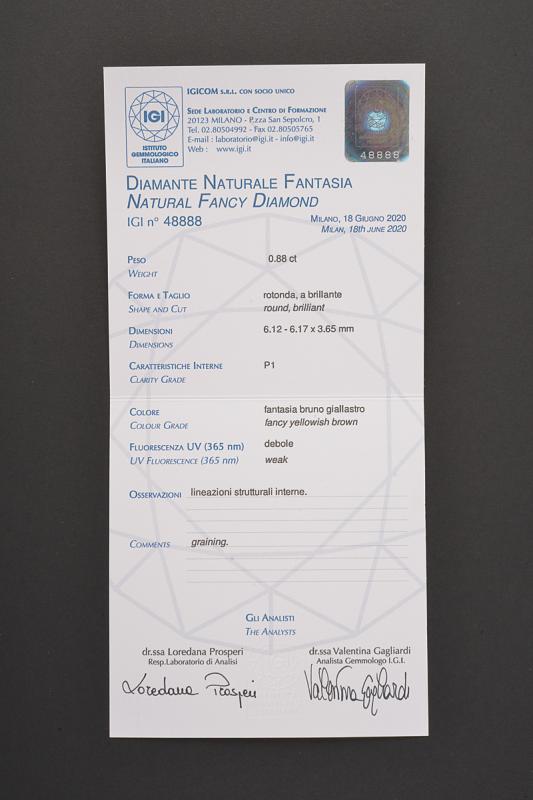 IGICOM S.R.L. CON SOCIO UNICO
IGI
ISTITUTO
GEMMOLOGICO
ITALIANO
SEDE LABORATORIO E CENTRO DI FORMAZIONE
20123 MILANO - P.zza San Sepolcro, 1
Tel. 02.80504992 - Fax 02.80505765
E-mail : laboratorio@igi.it - info@igi.it
Web : www.igi.it
48888
DIAMANTE NATURALE FANTASIA
NATURAL FANCY DIAMOND
IGI n° 48888
MILANO, 18 GIUGNO 2020
MILAN, 18TH JUNE 2020
PESO 0.88 ct
WEIGHT
FORMA E TAGLIO rotonda, a brillante
SHAPE AND CUT round, brilliant
DIMENSIONI 6.12 - 6.17 x 3.65 mm
DIMENSIONS
CARATTERISTICHE INTERNE P1
CLARITY GRADE
COLORE fantasia bruno giallastro
COLOUR GRADE fancy yellowish brown
FLUORESCENZA UV (365 nm) debole
UV FLUORESCENCE (365 nm) weak
OSSERVAZIONI lineazioni strutturali interne.
COMMENTS graining.
GLI ANALISTI
THE ANALYSTS
dr.ssa Loredana Prosperi
Resp.Laboratorio di Analisi
dr.ssa Valentina Gagliardi
Analista Gemmologo I.G.I.
Loredana Prosperi
Valentina Gagliardi
IGI